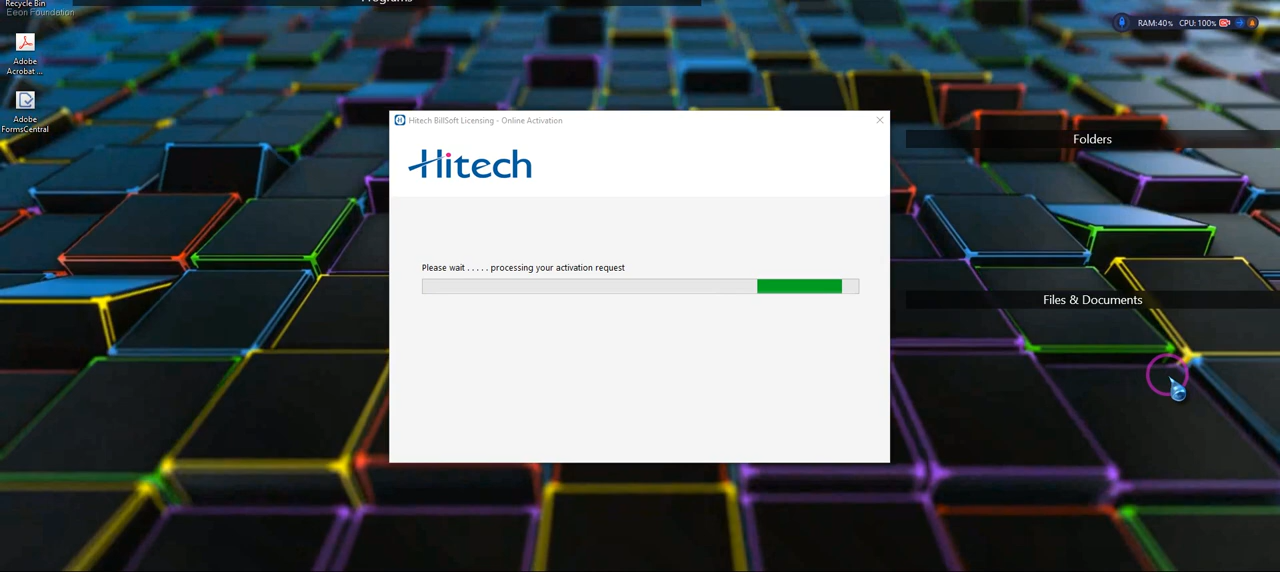 Programs
Recycle Bin
Eeon Foundation
RAM:40% CPU: 100%
Adobe
Acrobat ...
Adobe
FormsCentral
Hitech BillSoft Licensing - Online Activation
Hitech
Please wait . . . . . processing your activation request
Folders
Files & Documents